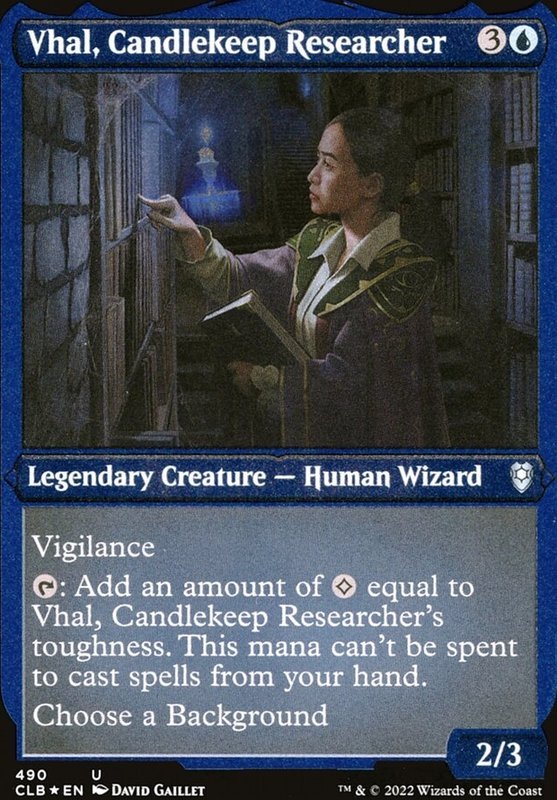 Vhal, Candlekeep Researcher 3
Legendary Creature — Human Wizard
Vigilance
: Add an amount of equal to
Vhal, Candlekeep Researcher's
toughness. This mana can't be spent
to cast spells from your hand.
Choose a Background
2/3
490 U
CLB ★ EN DAVID GAILLET
™ & © 2022 Wizards of the Coast